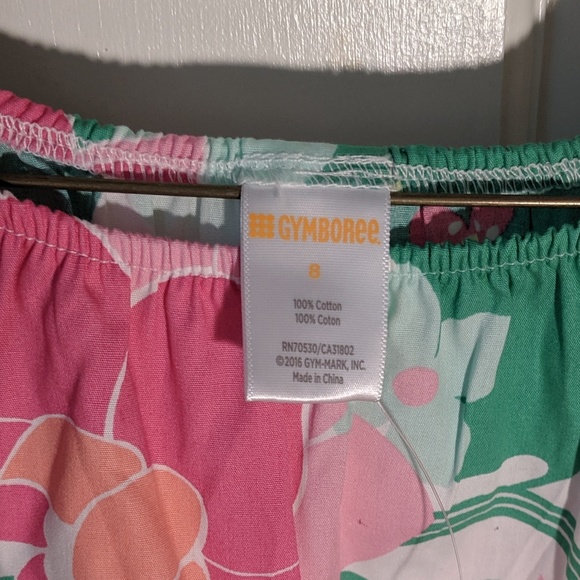 GYMBOREE
8
100% Cotton
100% Coton
RN70530/CA31802
©2016 GYM-MARK, INC.
Made in China